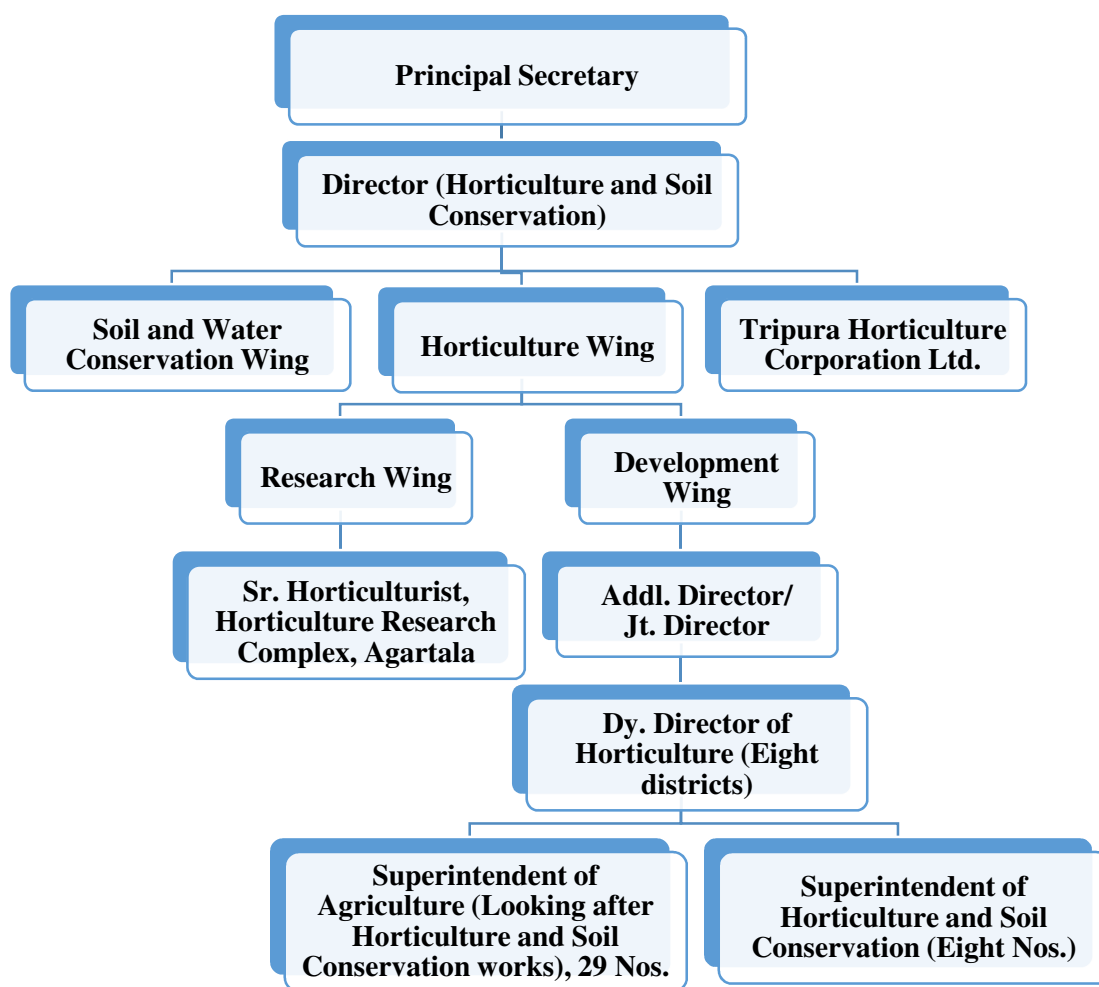 Principal Secretary
Director (Horticulture and Soil
Conservation)
Soil and Water
Conservation Wing
Horticulture Wing
Tripura Horticulture
Corporation Ltd.
Research Wing
Development
Wing
Sr. Horticulturist,
Horticulture Research
Complex, Agartala
Addl. Director/
Jt. Director
Dy. Director of
Horticulture (Eight
districts)
Superintendent of
Agriculture (Looking after
Horticulture and Soil
Conservation works), 29 Nos.
Superintendent of
Horticulture and Soil
Conservation (Eight Nos.)